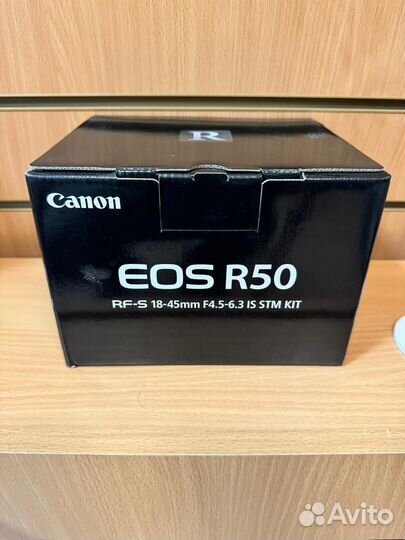 R
Canon
EOS R50
RF-S 18-45mm F4.5-6.3 IS STM KIT
Avito